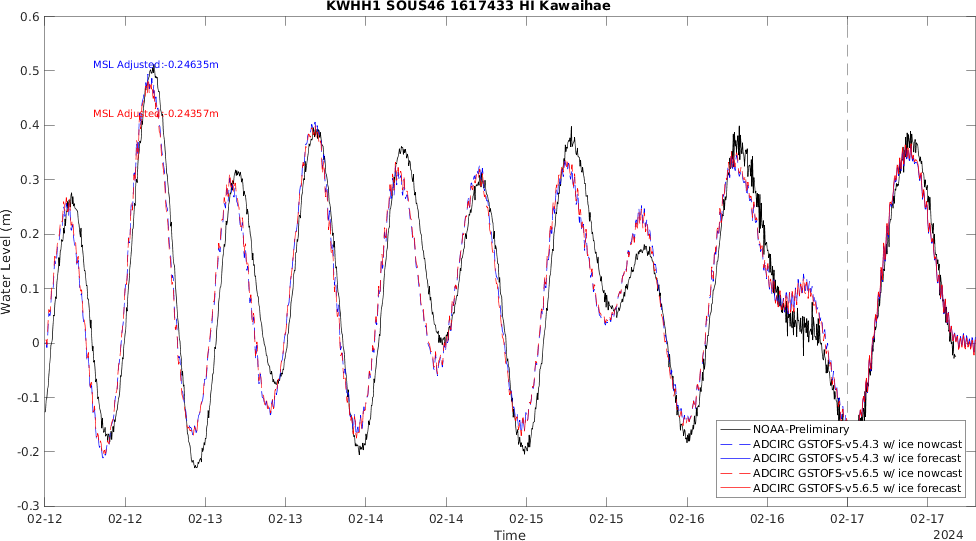 KWHH1 SOUS46 1617433 HI Kawaihae
0.6
0.5
0.4
0.3
0.2
0.1
0
-0.1
-0.2
-0.3
Water Level (m)
MSL Adjusted:-0.24635m
MSL Adjusted:-0.24357m
NOAA-Preliminary
ADCIRC GSTOFS-v5.4.3 w/ ice nowcast
ADCIRC GSTOFS-v5.4.3 w/ ice forecast
ADCIRC GSTOFS-v5.6.5 w/ ice nowcast
ADCIRC GSTOFS-v5.6.5 w/ ice forecast
02-12 02-12 02-13 02-13 02-14 02-14 02-15 02-15 02-16 02-16 02-17 02-17
Time
2024